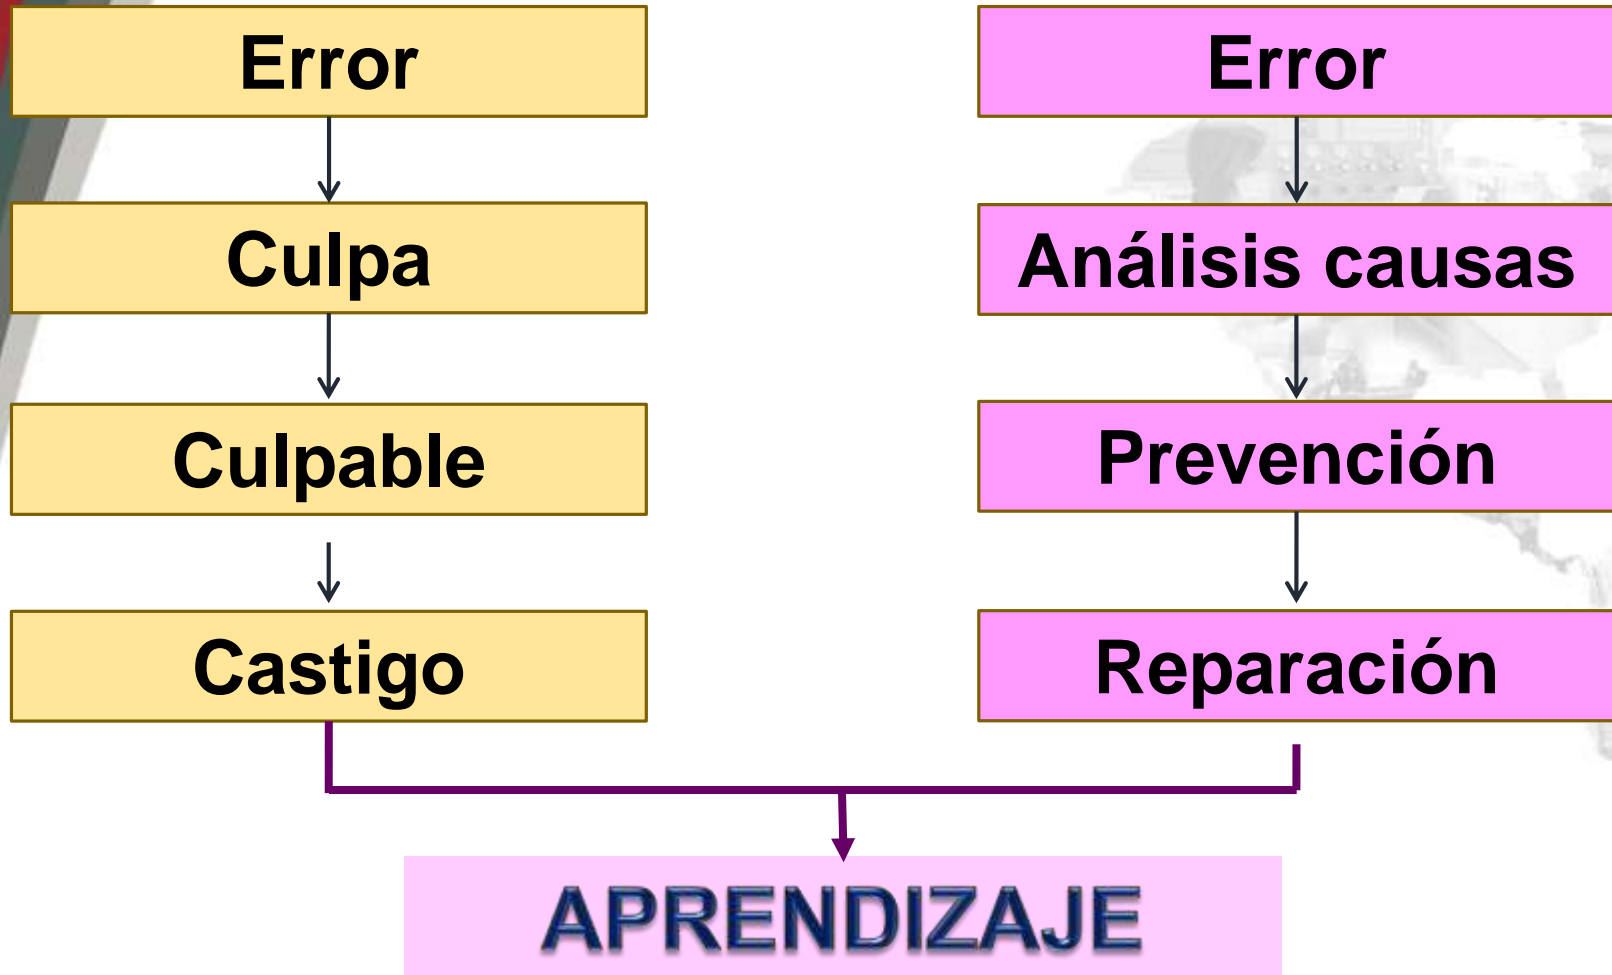 Error
Culpa
Culpable
Castigo
Error
Análisis causas
Prevención
Reparación
APRENDIZAJE